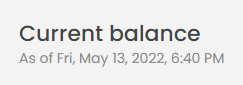 Current balance
As of Fri, May 13, 2022, 6:40 PM